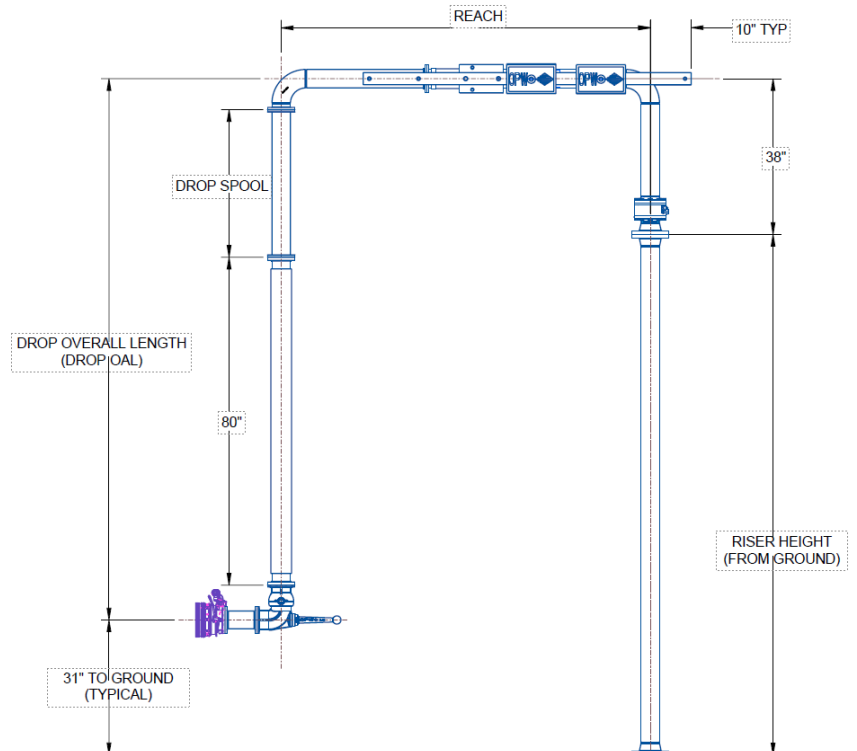 REACH
10" TYP
OPW
OPW
38"
DROP SPOOL
DROP OVERALL LENGTH
(DROP OAL)
80"
RISER HEIGHT
(FROM GROUND)
31" TO GROUND
(TYPICAL)